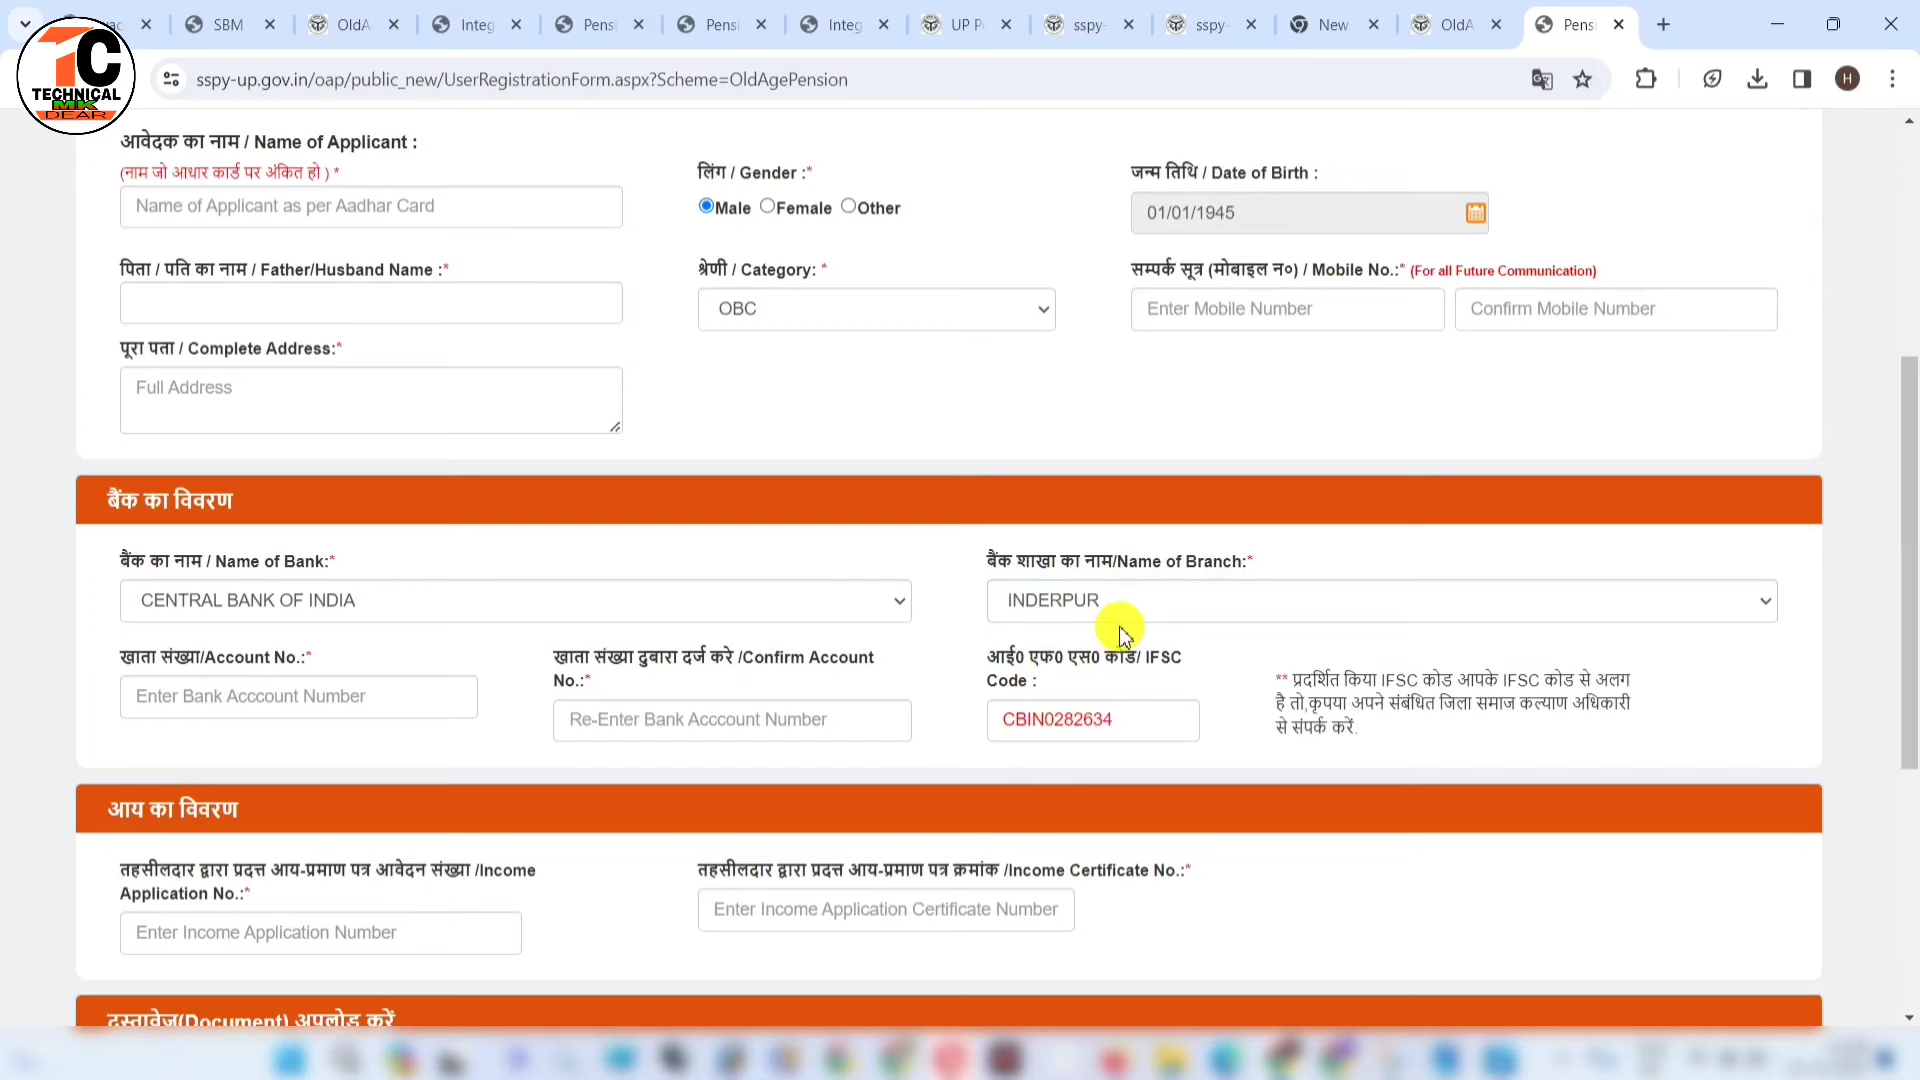 SBM
OldA
Integ
Pensi
Pensi
Integ
UP P
sspy-
sspy-
New
OldA
Pensi
TC
TECHNICAL
MK
DEAR
sspy-up.gov.in/oap/public_new/UserRegistrationForm.aspx?Scheme=OldAgePension
H
आवेदक का नाम / Name of Applicant :
(नाम जो आधार कार्ड पर अंकित हो ) *
Name of Applicant as per Aadhar Card
लिंग / Gender :*
Male Female Other
जन्म तिथि / Date of Birth :
01/01/1945
पिता / पति का नाम / Father/Husband Name :*
श्रेणी / Category: *
OBC
सम्पर्क सूत्र (मोबाइल न०) / Mobile No.:* (For all Future Communication)
Enter Mobile Number
Confirm Mobile Number
पूरा पता / Complete Address:*
Full Address
बैंक का विवरण
बैंक का नाम / Name of Bank:*
CENTRAL BANK OF INDIA
बैंक शाखा का नाम/Name of Branch:*
INDERPUR
खाता संख्या/Account No.:*
Enter Bank Acccount Number
खाता संख्या दुबारा दर्ज करे /Confirm Account
No.:*
Re-Enter Bank Acccount Number
आई0 एफ0 एस0 कोड/ IFSC
Code :
CBIN0282634
** प्रदर्शित किया IFSC कोड आपके IFSC कोड से अलग
है तो,कृपया अपने संबंधित जिला समाज कल्याण अधिकारी
से संपर्क करें.
आय का विवरण
तहसीलदार द्वारा प्रदत्त आय-प्रमाण पत्र आवेदन संख्या /Income
Application No.:*
Enter Income Application Number
तहसीलदार द्वारा प्रदत्त आय-प्रमाण पत्र क्रमांक /Income Certificate No.:*
Enter Income Application Certificate Number
दस्तावेज(Document) अपलोड करें